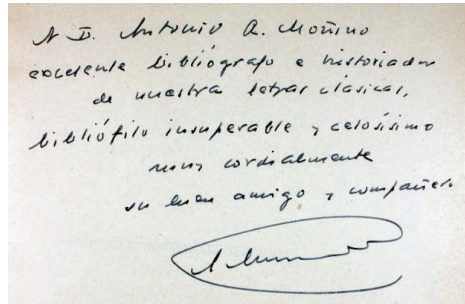 A D. Antonio R. Moñino
excelente bibliógrafo e historiador
de nuestras letras clásicas,
bibliófilo insuperable y celosísimo
muy cordialmente
su buen amigo y compañero